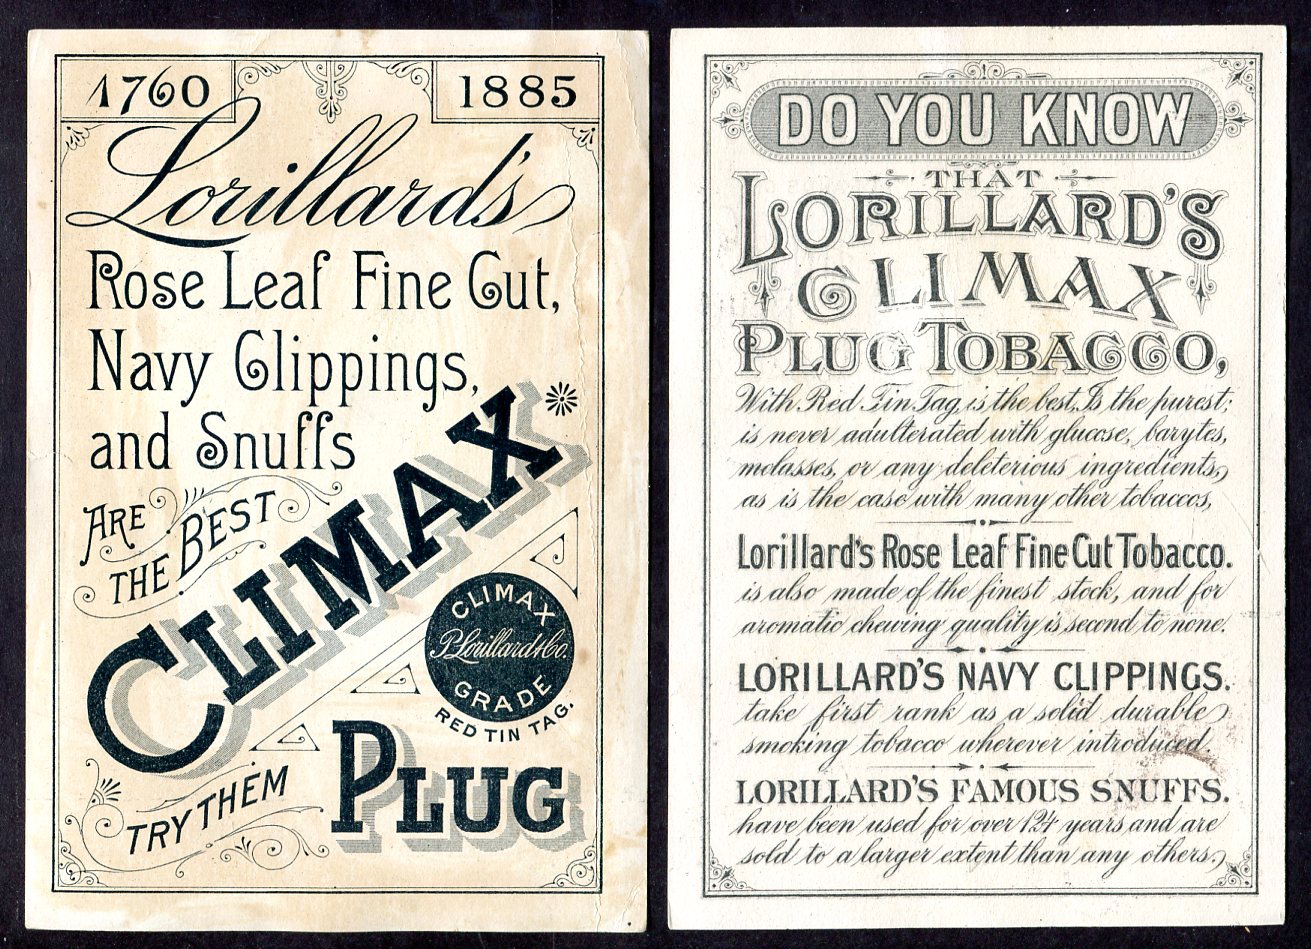 1760 1885
Lorillard's
Rose Leaf Fine Cut,
Navy Clippings,
and Snuffs
ARE
THE BEST
CLIMAX
CLIMAX
P. Lorillard & Co.
GRADE
RED TIN TAG.
PLUG
TRY THEM
DO YOU KNOW
THAT
LORILLARD'S
CLIMAX
PLUG TOBACCO,
With Red Tin Tag, is the best, Is the purest;
is never adulterated with glucose, barytes,
molasses, or any deleterious ingredients,
as is the case with many other tobaccos,
Lorillard's Rose Leaf Fine Cut Tobacco.
is also made of the finest stock, and for
aromatic chewing quality is second to none.
LORILLARD'S NAVY CLIPPINGS.
take first rank as a solid durable
smoking tobacco wherever introduced.
LORILLARD'S FAMOUS SNUFFS.
have been used for over 124 years and are
sold to a larger extent than any others.